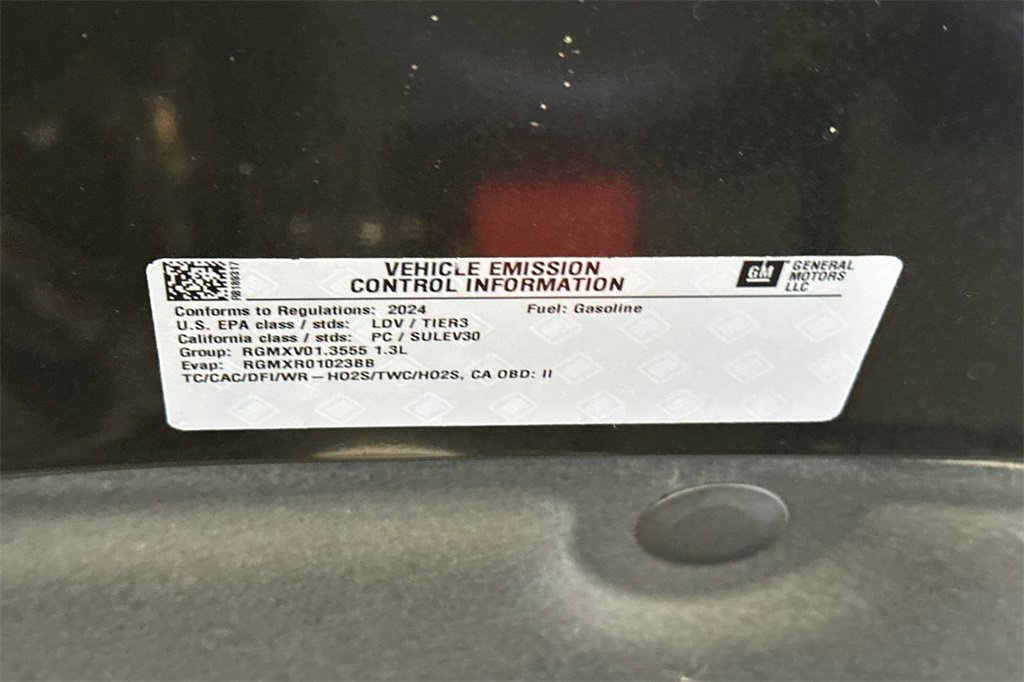 VEHICLE EMISSION
CONTROL INFORMATION
GM GENERAL
MOTORS
LLC
Conforms to Regulations: 2024 Fuel: Gasoline
U.S. EPA class / stds: LDV / TIER3
California class / stds: PC / SULEV30
Group: RGMXV01.3555 1.3L
Evap: RGMXR01023BB
TC/CAC/DFI/WR-HO2S/TWC/HO2S, CA OBD: II